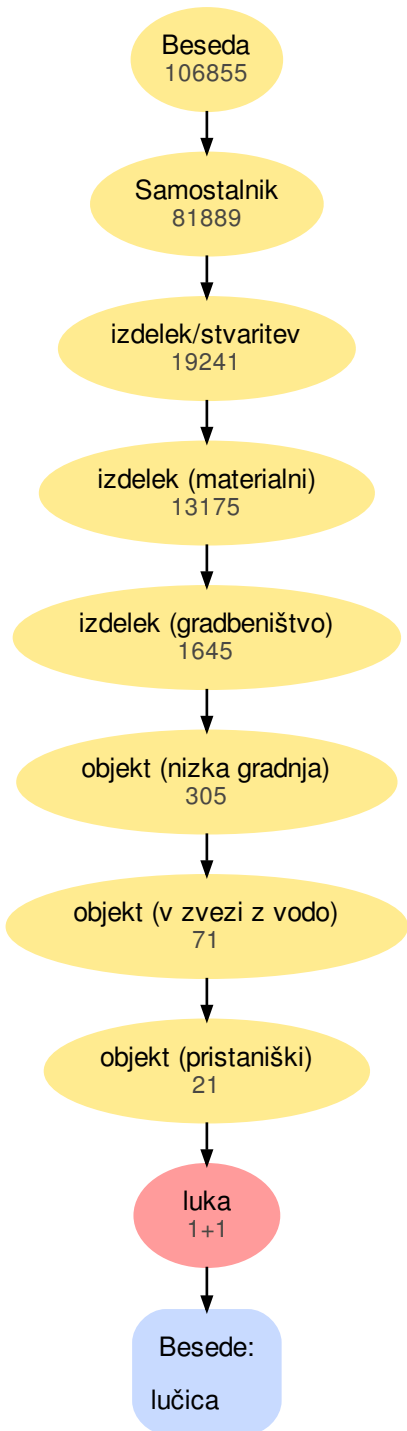 Beseda
106855
Samostalnik
81889
izdelek/stvaritev
19241
izdelek (materialni)
13175
izdelek (gradbeništvo)
1645
objekt (nizka gradnja)
305
objekt (v zvezi z vodo)
71
objekt (pristaniški)
21
luka
1+1
Besede:
lučica